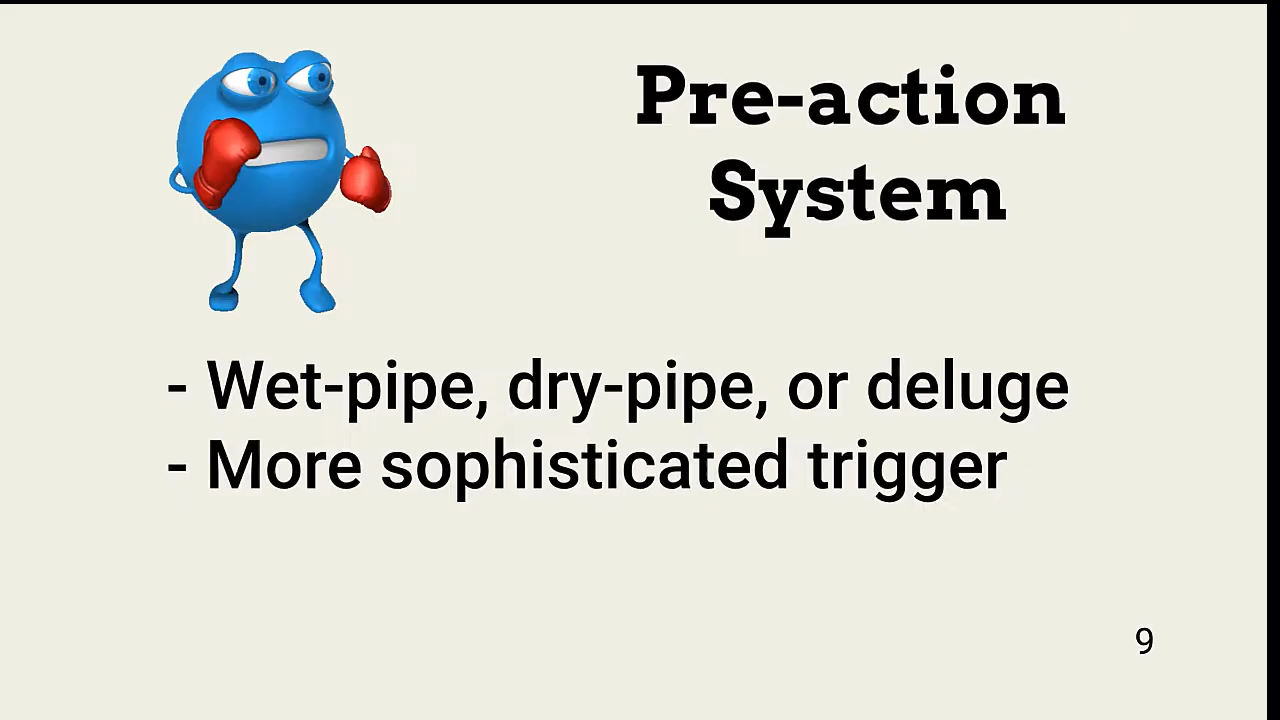 Pre-action
System
- Wet-pipe, dry-pipe, or deluge
- More sophisticated trigger
9